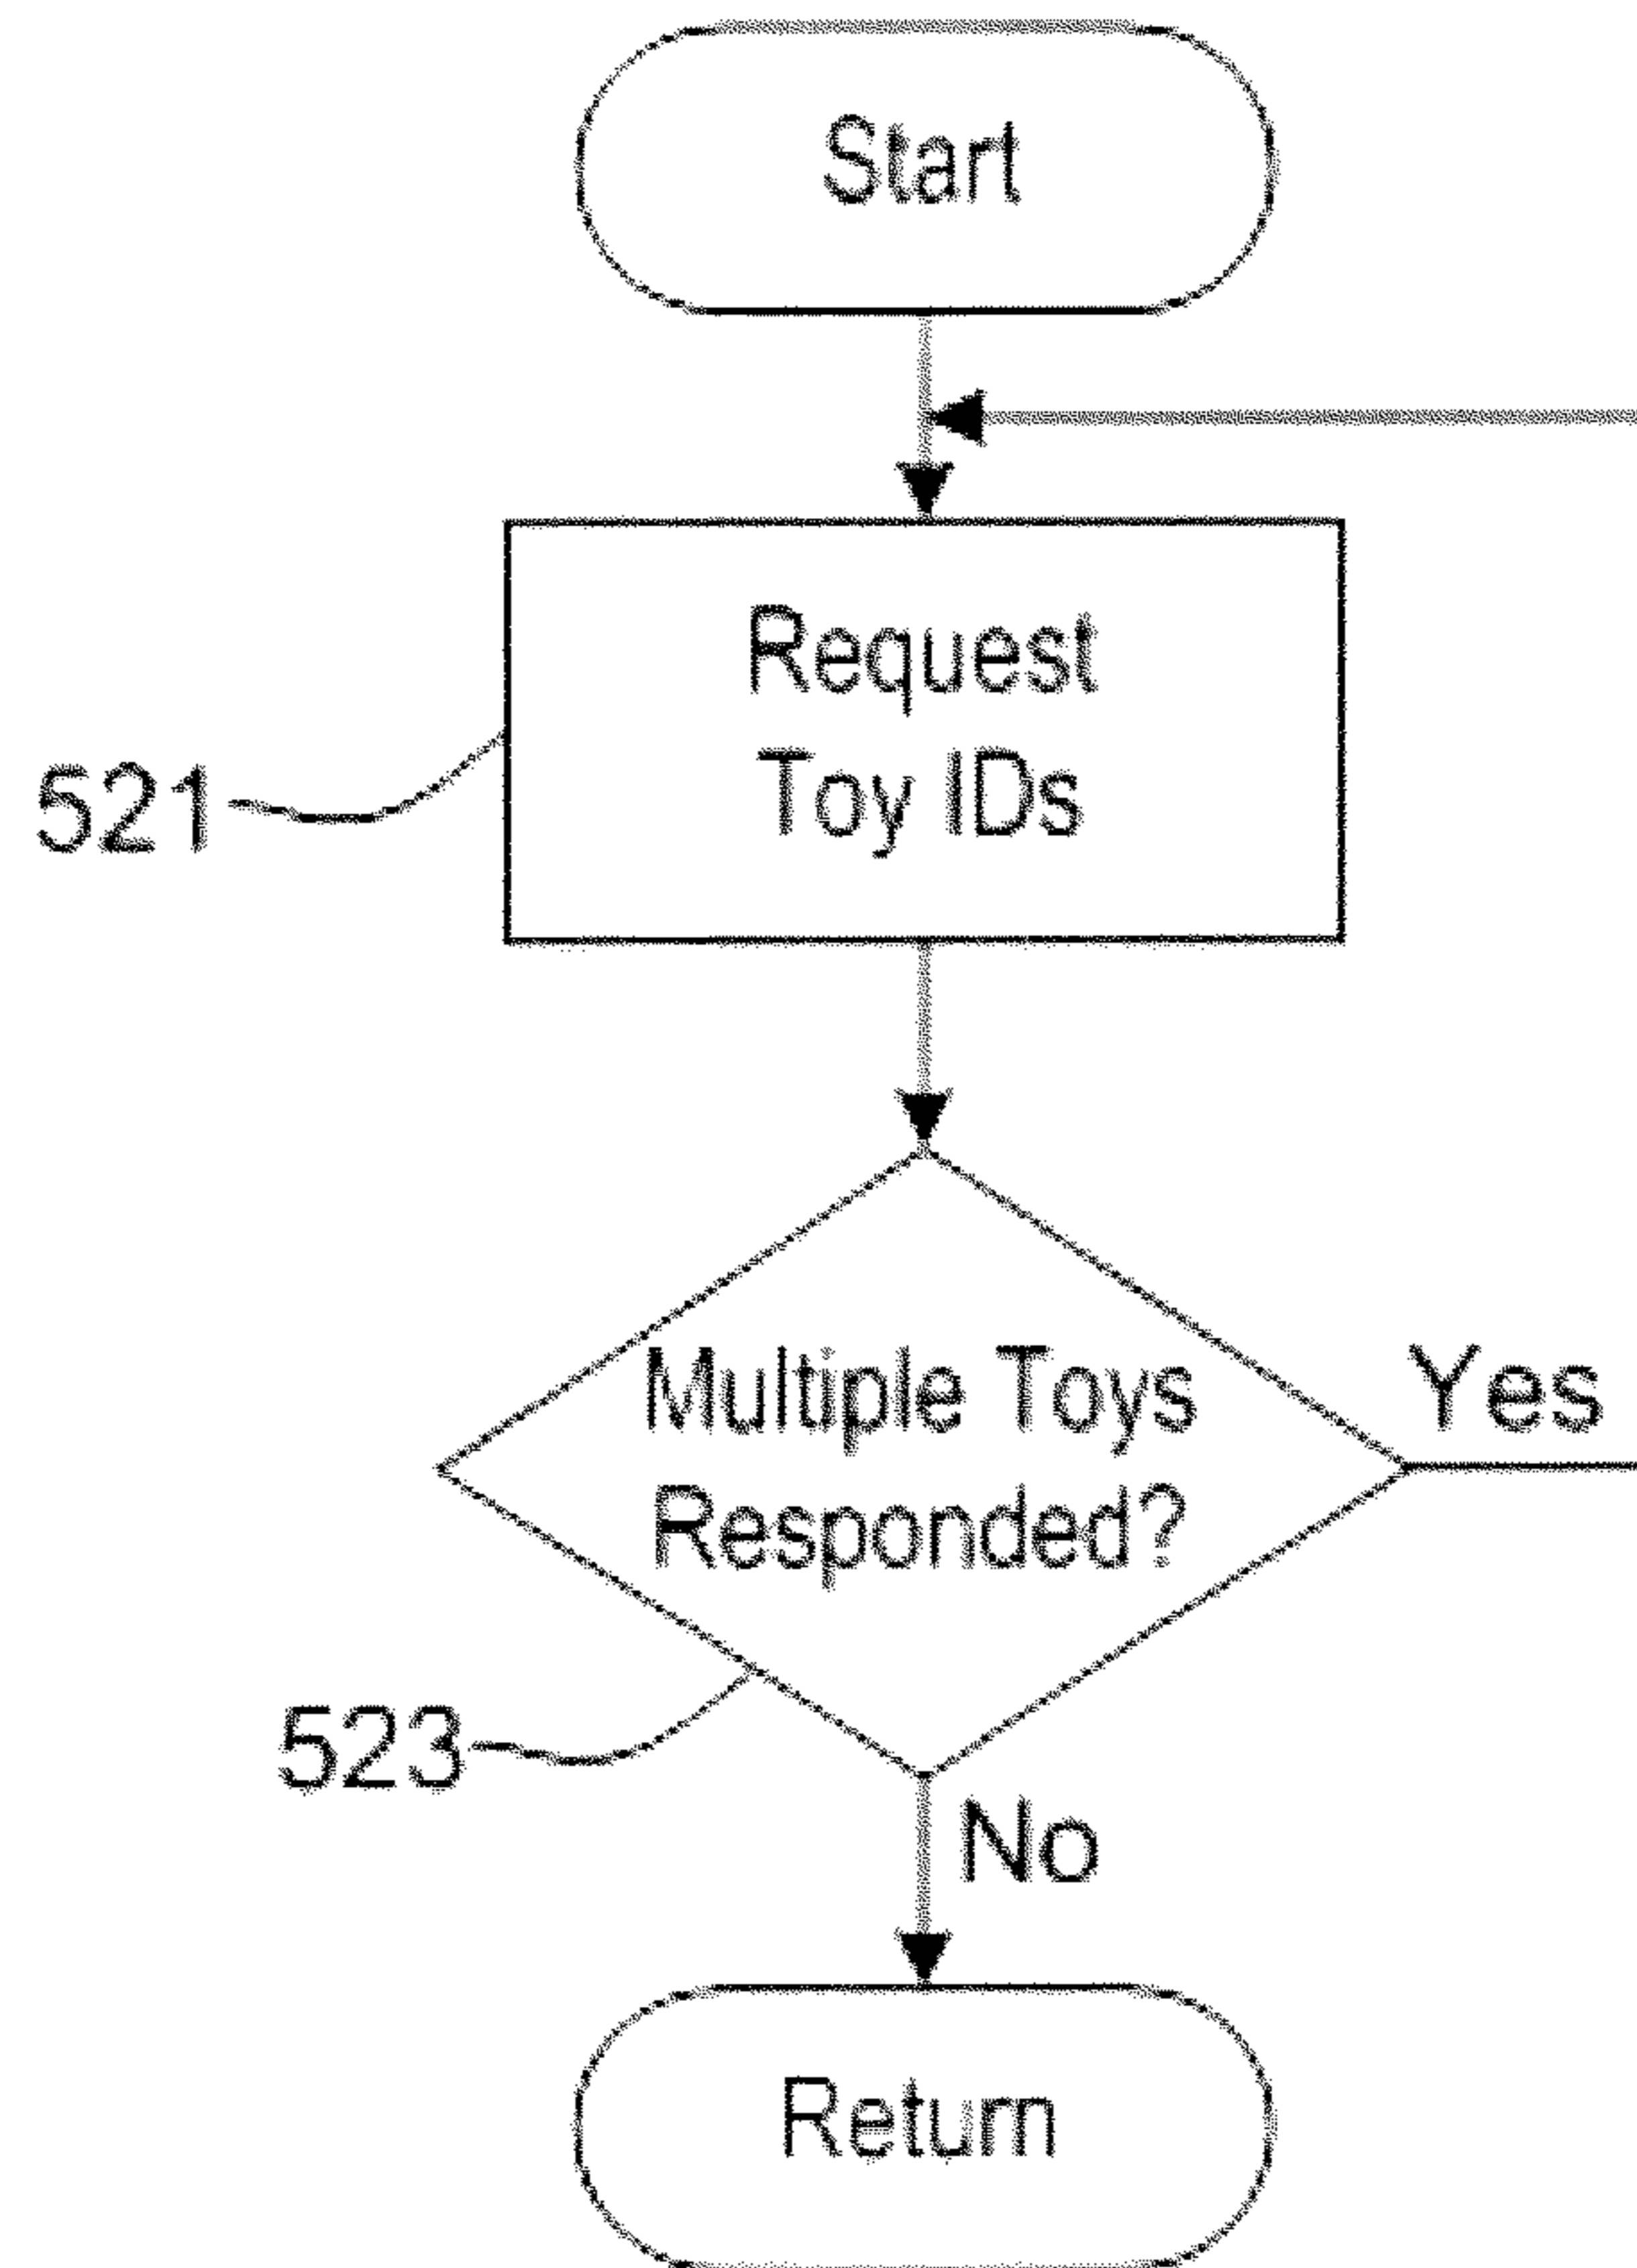 Start
Request
Toy IDs
521
Multiple Toys
Responded?
Yes
523
No
Return